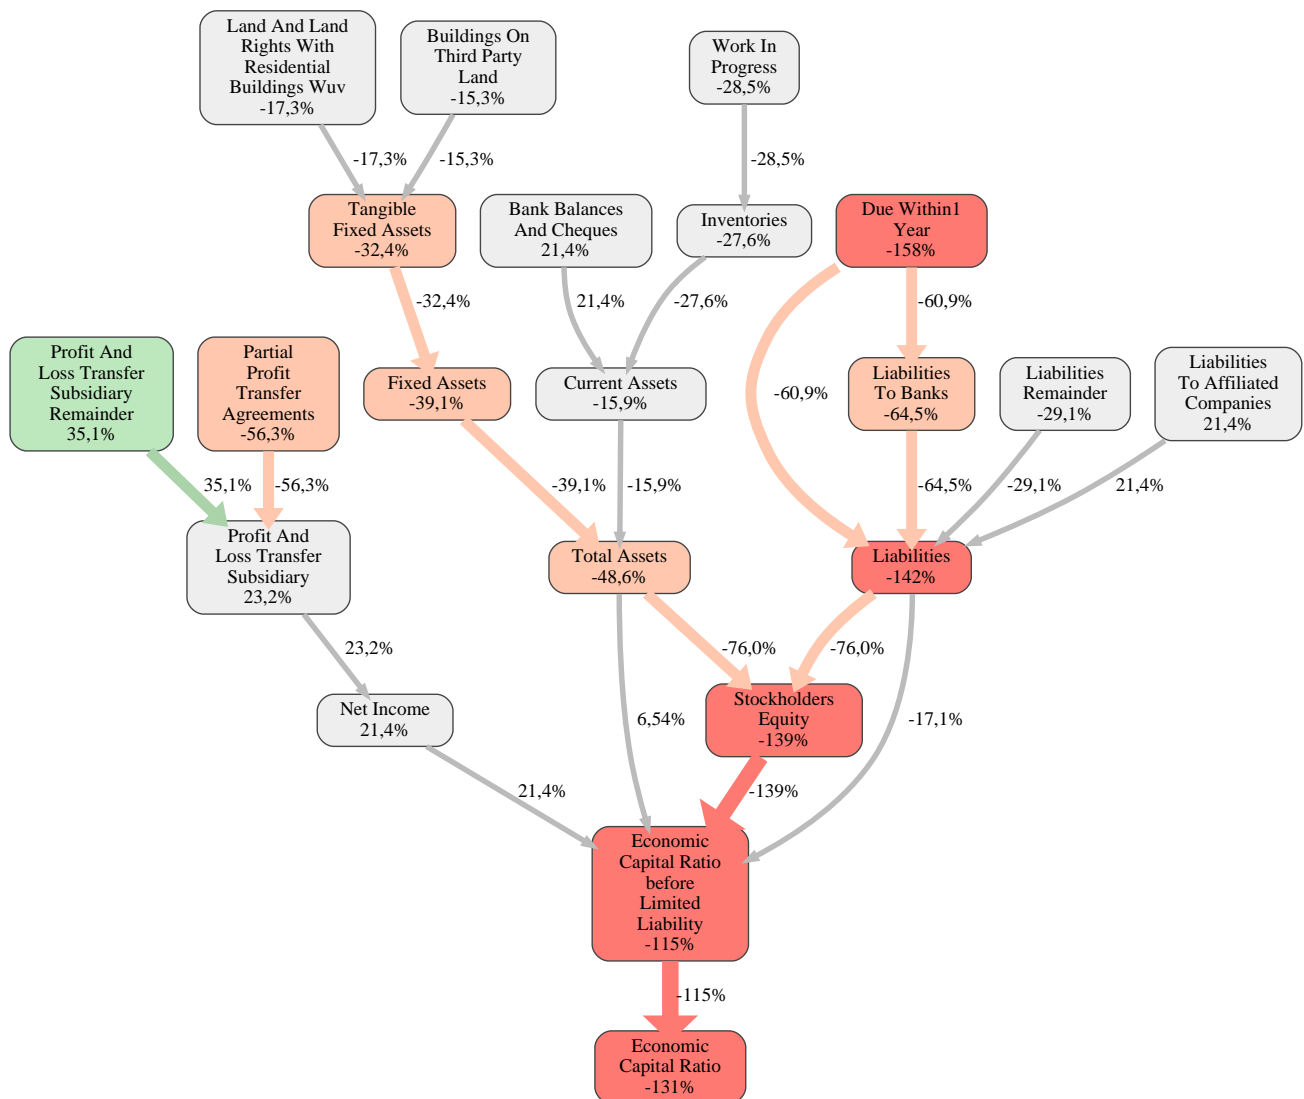 Land And Land
Rights With
Residential
Buildings Wuv
-17,3%
Buildings On
Third Party
Land
-15,3%
Work In
Progress
-28,5%
-17,3%
-15,3%
-28,5%
Tangible
Fixed Assets
-32,4%
Bank Balances
And Cheques
21,4%
Inventories
-27,6%
Due Within1
Year
-158%
-32,4%
21,4%
-27,6%
-60,9%
Profit And
Loss Transfer
Subsidiary
Remainder
35,1%
Partial
Profit
Transfer
Agreements
-56,3%
Fixed Assets
-39,1%
Current Assets
-15,9%
-60,9%
Liabilities
To Banks
-64,5%
Liabilities
Remainder
-29,1%
Liabilities
To Affiliated
Companies
21,4%
35,1%
-56,3%
-39,1%
-15,9%
-64,5%
-29,1%
21,4%
Profit And
Loss Transfer
Subsidiary
23,2%
Total Assets
-48,6%
Liabilities
-142%
23,2%
-76,0%
-76,0%
Net Income
21,4%
6,54%
Stockholders
Equity
-139%
-17,1%
21,4%
-139%
Economic
Capital Ratio
before
Limited
Liability
-115%
-115%
Economic
Capital Ratio
-131%